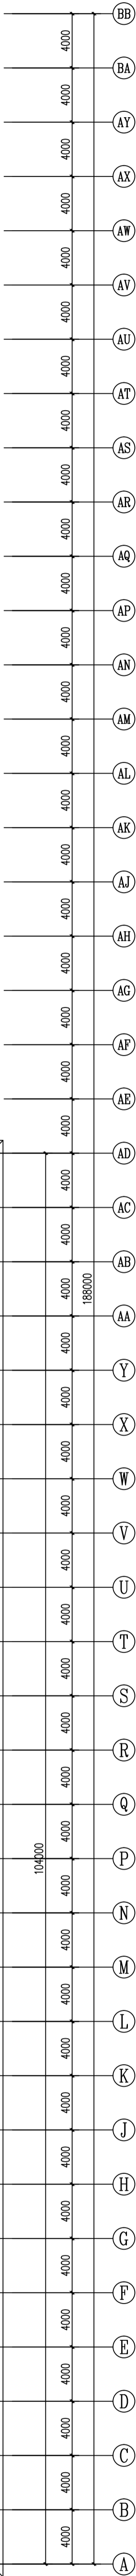 BB
4000
BA
4000
AY
4000
AX
4000
AW
4000
AV
4000
AU
4000
AT
4000
AS
4000
AR
4000
AQ
4000
AP
4000
AN
4000
AM
4000
AL
4000
AK
4000
AJ
4000
AH
4000
AG
4000
AF
4000
AE
4000
AD
4000
AC
4000
AB
4000
188000
AA
4000
Y
4000
X
4000
W
4000
V
4000
U
4000
T
4000
S
4000
R
4000
Q
4000
104000
P
4000
N
4000
M
4000
L
4000
K
4000
J
4000
H
4000
G
4000
F
4000
E
4000
D
4000
C
4000
B
4000
A